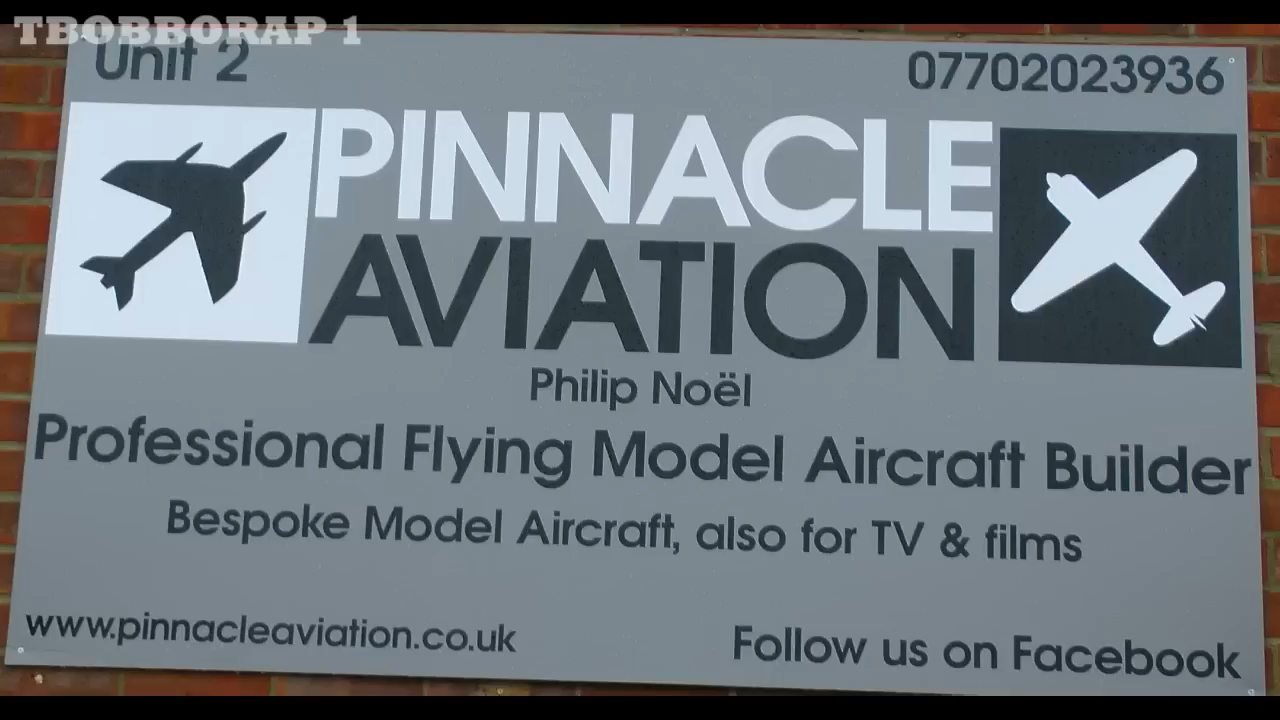 TBOBBORAP 1
Unit 2
07702023936
PINNACLE
AVIATION
Philip Noël
Professional Flying Model Aircraft Builder
Bespoke Model Aircraft, also for TV & films
www.pinnacleaviation.co.uk
Follow us on Facebook